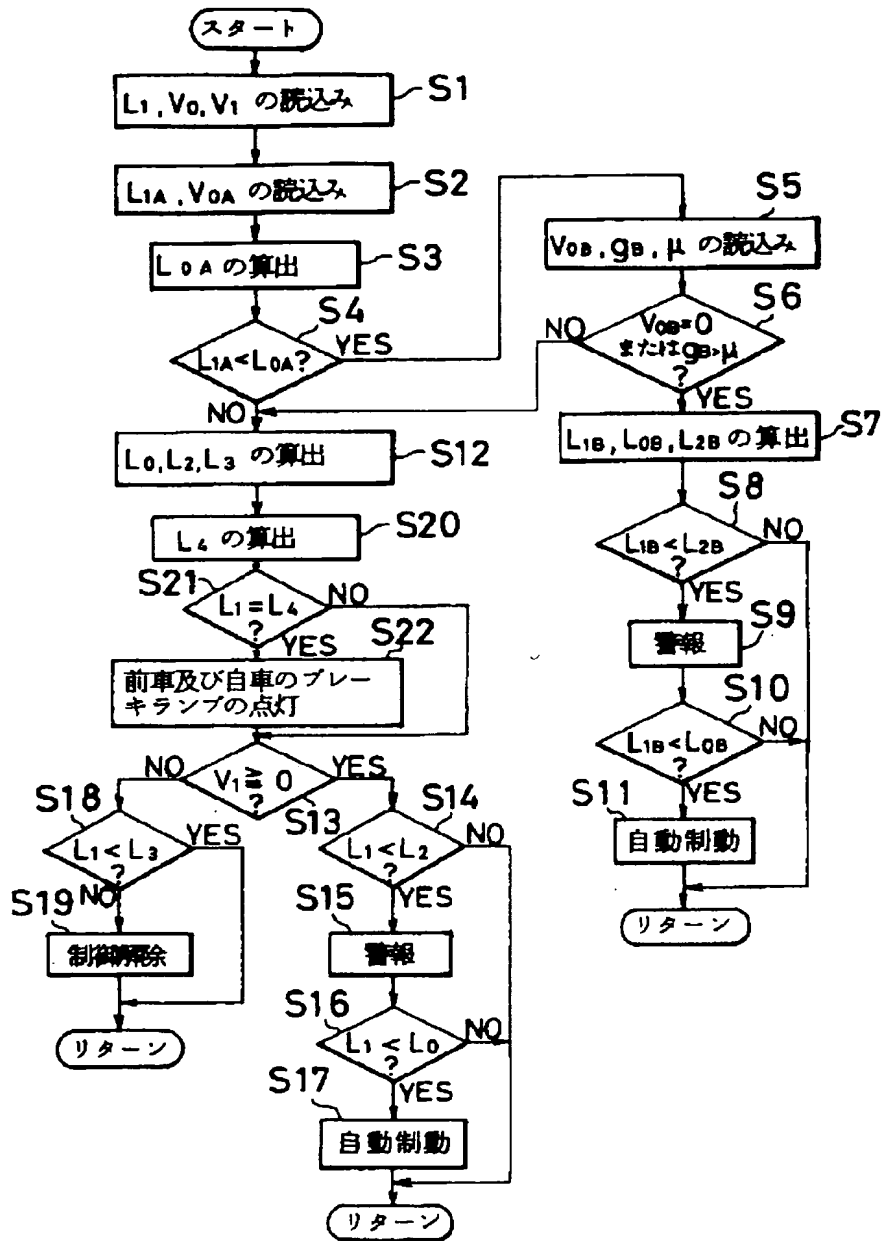 スタート
L1,V0,V1 の読込み
S1
L1A,V0A の読込み
S2
L0A の算出
S3
S4
L1A<L0A?
YES
NO
S5
V0B,gB,μ の読込み
S6
V0B=0
またはgB>μ
?
NO
YES
S7
L1B,L0B,L2B の算出
S8
L1B<L2B
?
NO
YES
S9
警報
S10
L1B<L0B
?
NO
YES
S11
自動制動
リターン
L0,L2,L3 の算出
S12
L4 の算出
S20
S21
L1=L4
?
NO
YES
S22
前車及び自車のブレー
キランプの点灯
V1≧0
?
NO
YES
S13
S18
L1<L3
?
YES
NO
S19
制御解除
リターン
S14
L1<L2
?
NO
YES
S15
警報
S16
L1<L0
?
NO
YES
S17
自動制動
リターン